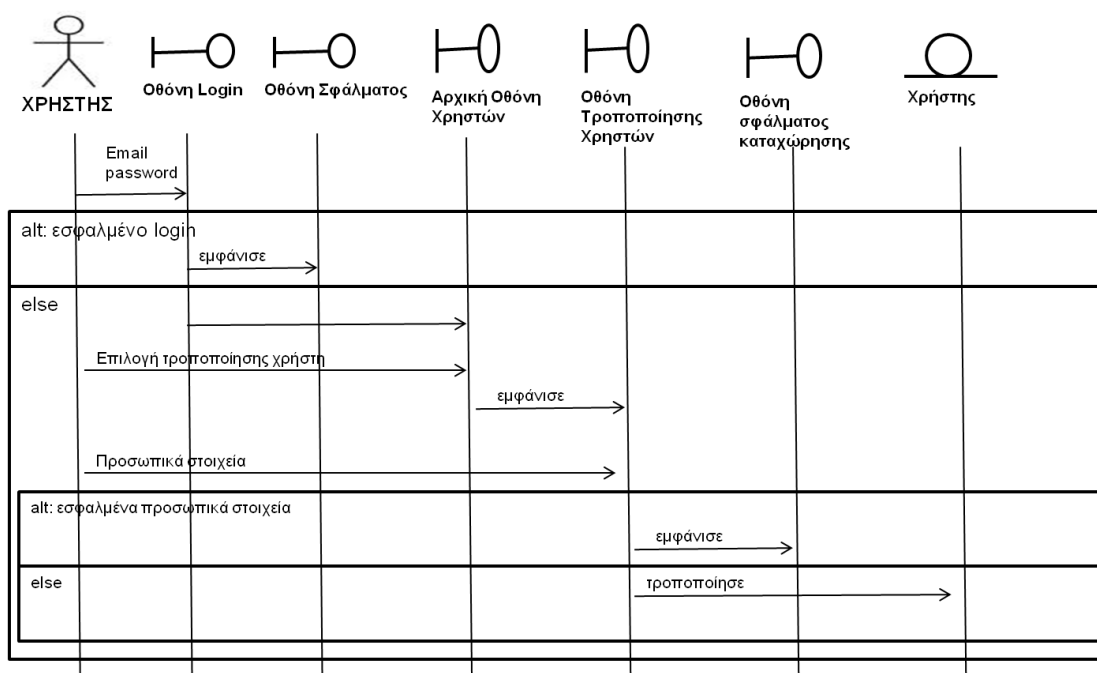 ΧΡΗΣΤΗΣ
Οθόνη Login
Οθόνη Σφάλματος
Αρχική Οθόνη
Χρηστών
Οθόνη
Τροποποίησης
Χρηστών
Οθόνη
σφάλματος
καταχώρησης
Χρήστης
Email
password
alt: εσφαλμένο login
εμφάνισε
else
Επιλογή τροποποίησης χρήστη
εμφάνισε
Προσωπικά στοιχεία
alt: εσφαλμένα προσωπικά στοιχεία
εμφάνισε
else
τροποποίησε